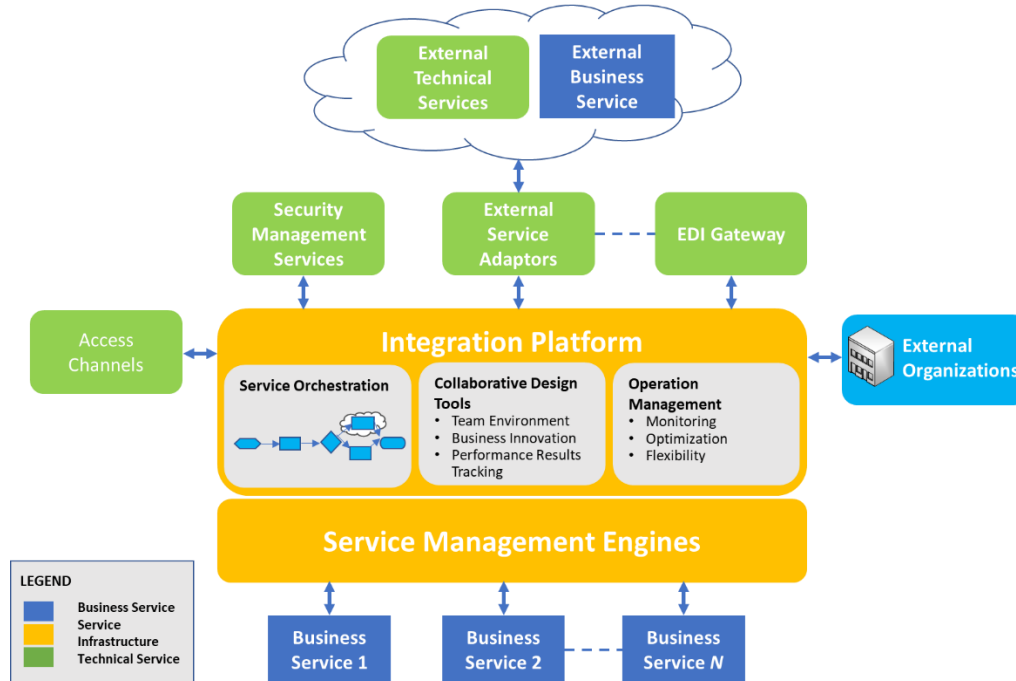 External
Technical
Services
External
Business
Service
Security
Management
Services
External
Service
Adaptors
EDI Gateway
Access
Channels
Integration Platform
External
Organizations
Service Orchestration
Collaborative Design
Tools
• Team Environment
• Business Innovation
• Performance Results
Tracking
Operation
Management
• Monitoring
• Optimization
• Flexibility
Service Management Engines
LEGEND
Business Service
Service
Infrastructure
Technical Service
Business
Service 1
Business
Service 2
Business
Service N